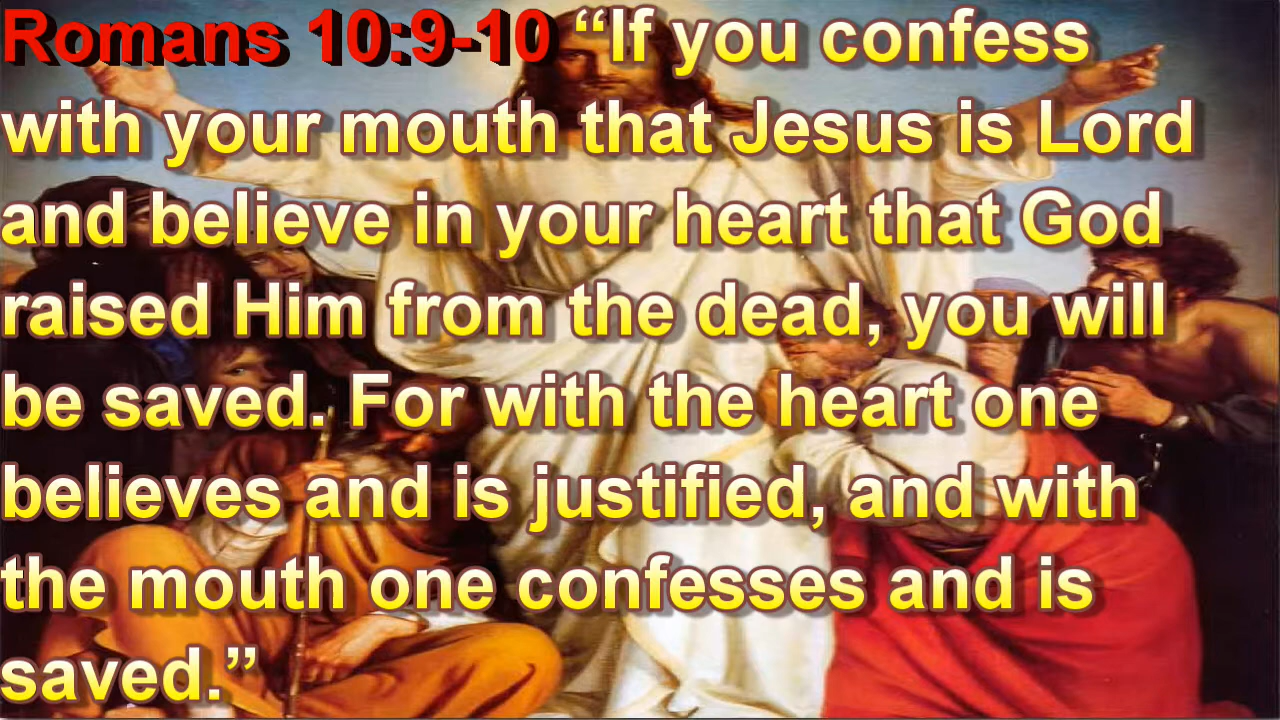 Romans 10:9-10 “If you confess
with your mouth that Jesus is Lord
and believe in your heart that God
raised Him from the dead, you will
be saved. For with the heart one
believes and is justified, and with
the mouth one confesses and is
saved.”